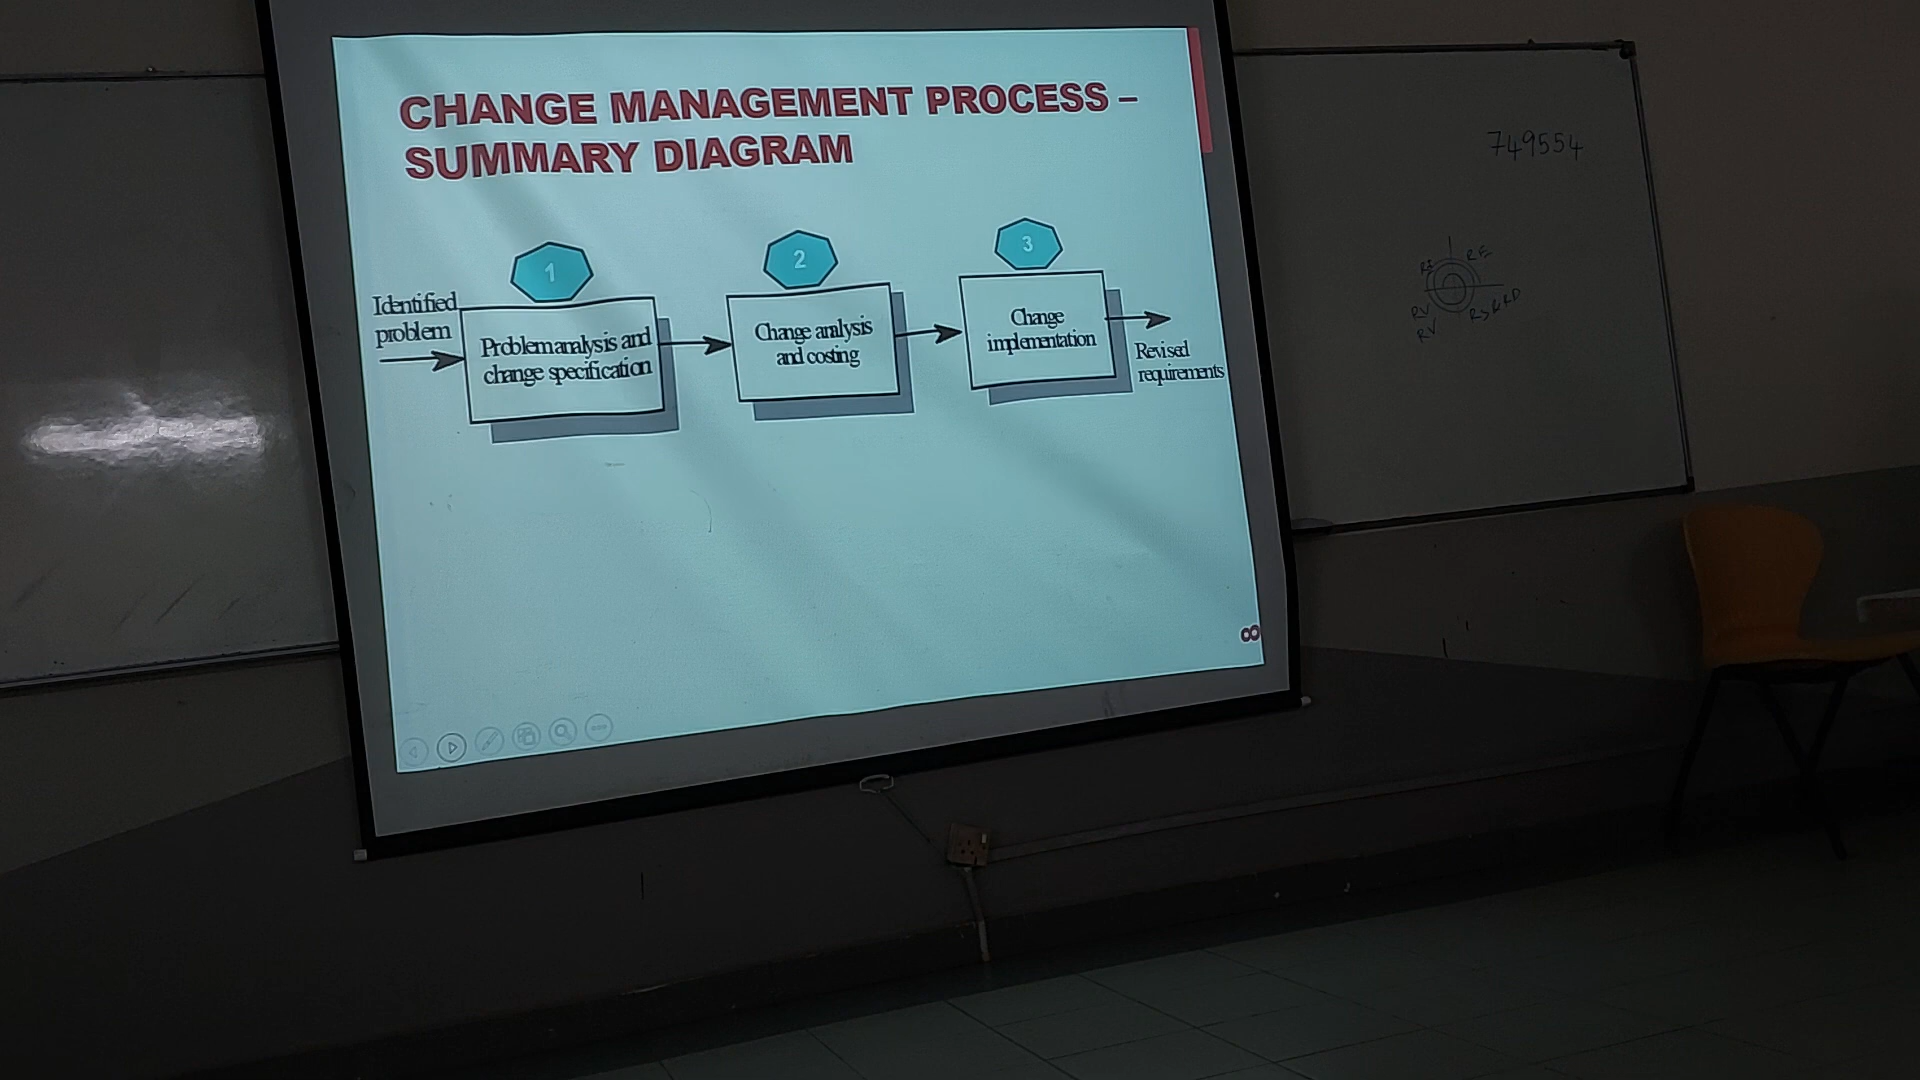 CHANGE MANAGEMENT PROCESS –
SUMMARY DIAGRAM
1
2
3
Identified
problem
Problem analysis and
change specification
Change analysis
and costing
Change
implementation
Revised
requirements
8
749554
RE
RV
RV